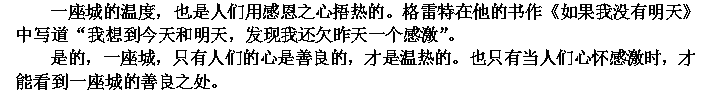 一座城的温度，也是人们用感恩之心捂热的。格雷特在他的书作《如果我没有明天》
中写道“我想到今天和明天，发现我还欠昨天一个感激”。
是的，一座城，只有人们的心是善良的，才是温热的。也只有当人们心怀感激时，才
能看到一座城的善良之处。